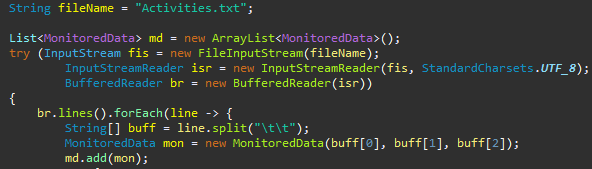 String fileName = "Activities.txt";
List<MonitoredData> md = new ArrayList<MonitoredData>();
try (InputStream fis = new FileInputStream(fileName);
InputStreamReader isr = new InputStreamReader(fis, StandardCharsets.UTF_8);
BufferedReader br = new BufferedReader(isr))
{
br.lines().forEach(line -> {
String[] buff = line.split("\t\t");
MonitoredData mon = new MonitoredData(buff[0], buff[1], buff[2]);
md.add(mon);